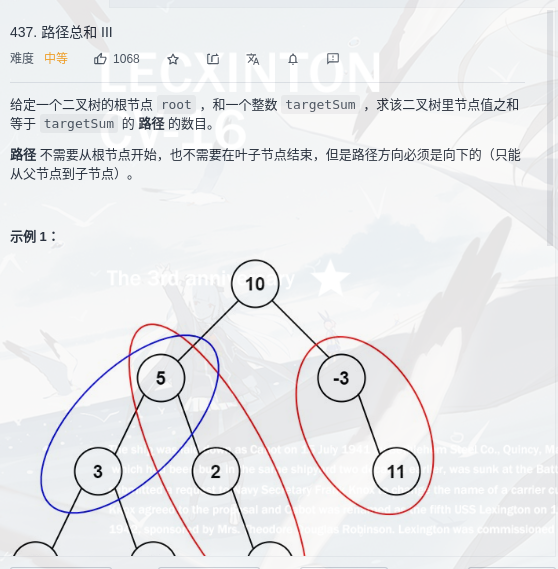 437. 路径总和 III
难度 中等 1068
LECXINTON
CV-16
给定一个二叉树的根节点 root ，和一个整数 targetSum ，求该二叉树里节点值之和
等于 targetSum 的 路径 的数目。
路径 不需要从根节点开始，也不需要在叶子节点结束，但是路径方向必须是向下的（只能
从父节点到子节点）。
示例 1：
The 3rd anniversary
10
5
-3
3
2
11